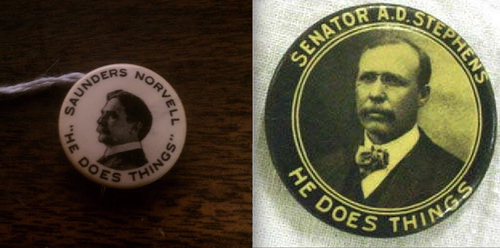 SAUNDERS NORVELL
"HE DOES THINGS"
SENATOR A.D. STEPHENS
HE DOES THINGS